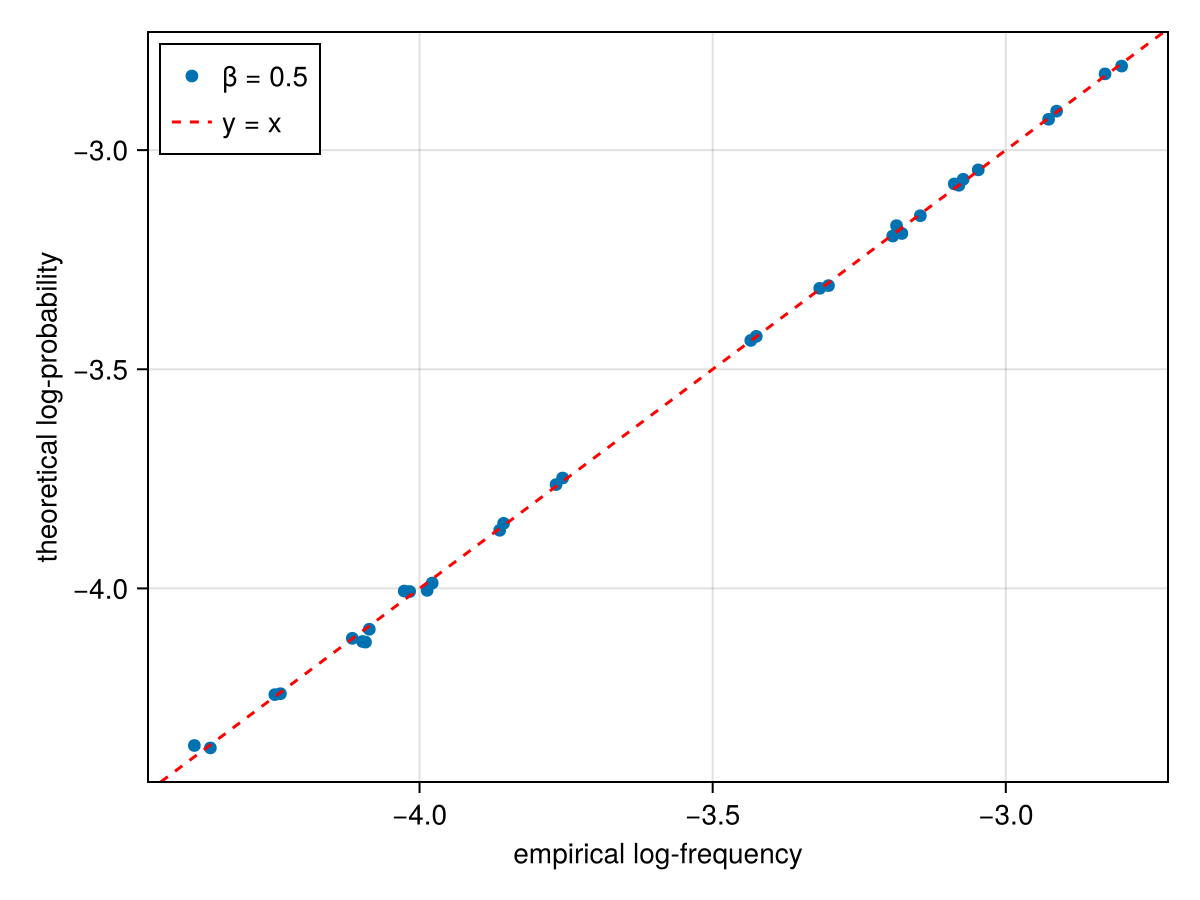 β = 0.5
y = x
−3.0
−3.5
−4.0
theoretical log-probability
−4.0
−3.5
−3.0
empirical log-frequency